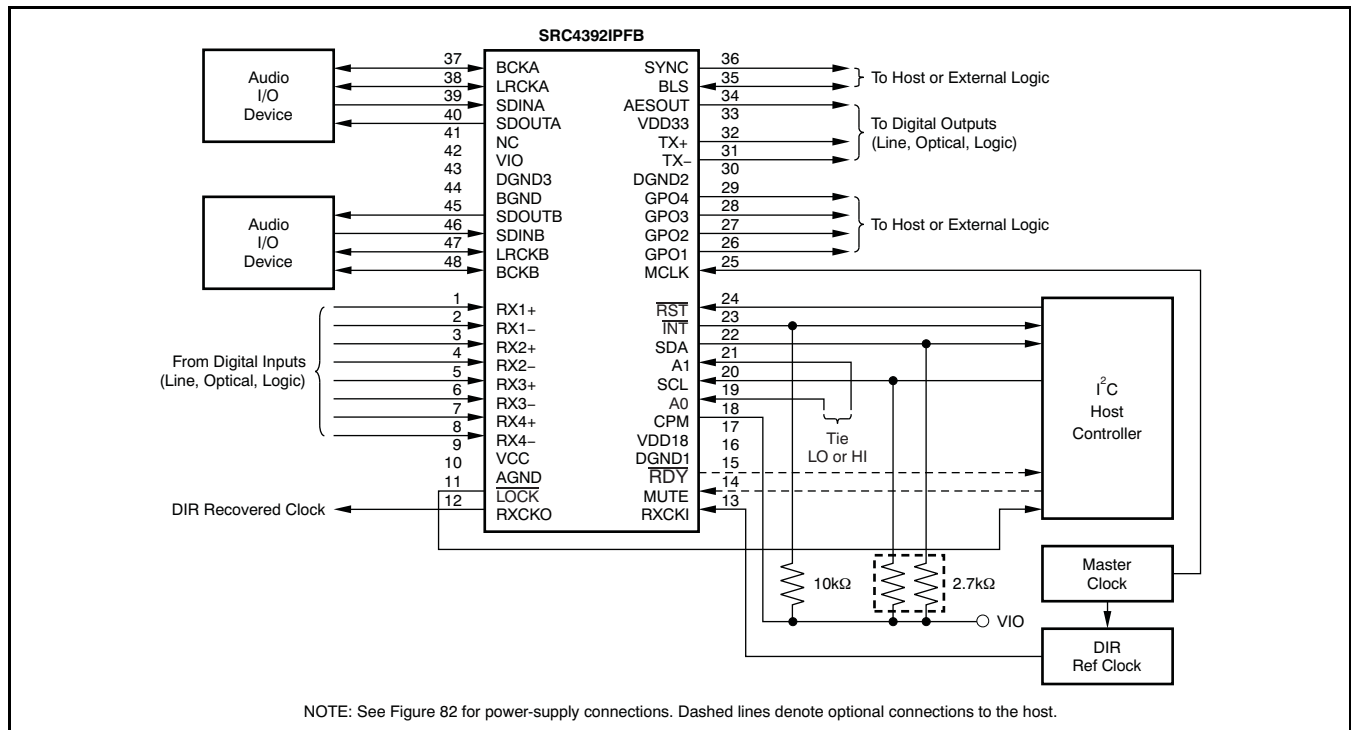 SRC4392IPFB
Audio
I/O
Device
37 BCKA
38 LRCKA
39 SDINA
40 SDOUTA
41 NC
42 VIO
43 DGND3
44 BGND
45 SDOUTB
46 SDINB
47 LRCKB
48 BCKB
Audio
I/O
Device
1 RX1+
2 RX1−
3 RX2+
4 RX2−
5 RX3+
6 RX3−
7 RX4+
8 RX4−
9 VCC
10 AGND
11 LOCK
12 RXCKO
From Digital Inputs
(Line, Optical, Logic)
DIR Recovered Clock
SYNC 36
BLS 35
AESOUT 34
VDD33 33
TX+ 32
TX− 31
DGND2 30
GPO4 29
GPO3 28
GPO2 27
GPO1 26
MCLK 25
RST 24
INT 23
SDA 22
A1 21
SCL 20
A0 19
CPM 18
VDD18 17
DGND1 16
RDY 15
MUTE 14
RXCKI 13
To Host or External Logic
To Digital Outputs
(Line, Optical, Logic)
To Host or External Logic
Tie
LO or HI
I²C
Host
Controller
10kΩ
2.7kΩ
VIO
Master
Clock
DIR
Ref Clock
NOTE: See Figure 82 for power-supply connections. Dashed lines denote optional connections to the host.